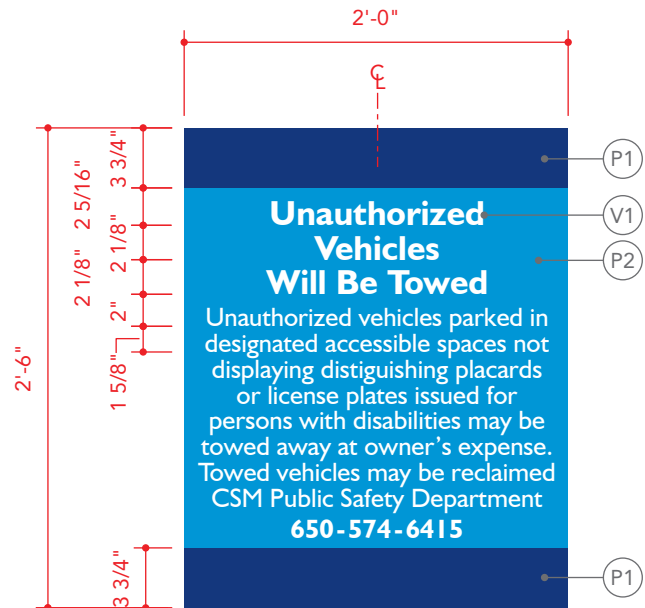 2'-0"
CL
P1
3 3/4"
2 5/16"
2 1/8"
2 1/8"
2"
1 5/8"
2'-6"
3 3/4"
Unauthorized
Vehicles
Will Be Towed
V1
P2
Unauthorized vehicles parked in
designated accessible spaces not
displaying distiguishing placards
or license plates issued for
persons with disabilities may be
towed away at owner’s expense.
Towed vehicles may be reclaimed
CSM Public Safety Department
650-574-6415
P1